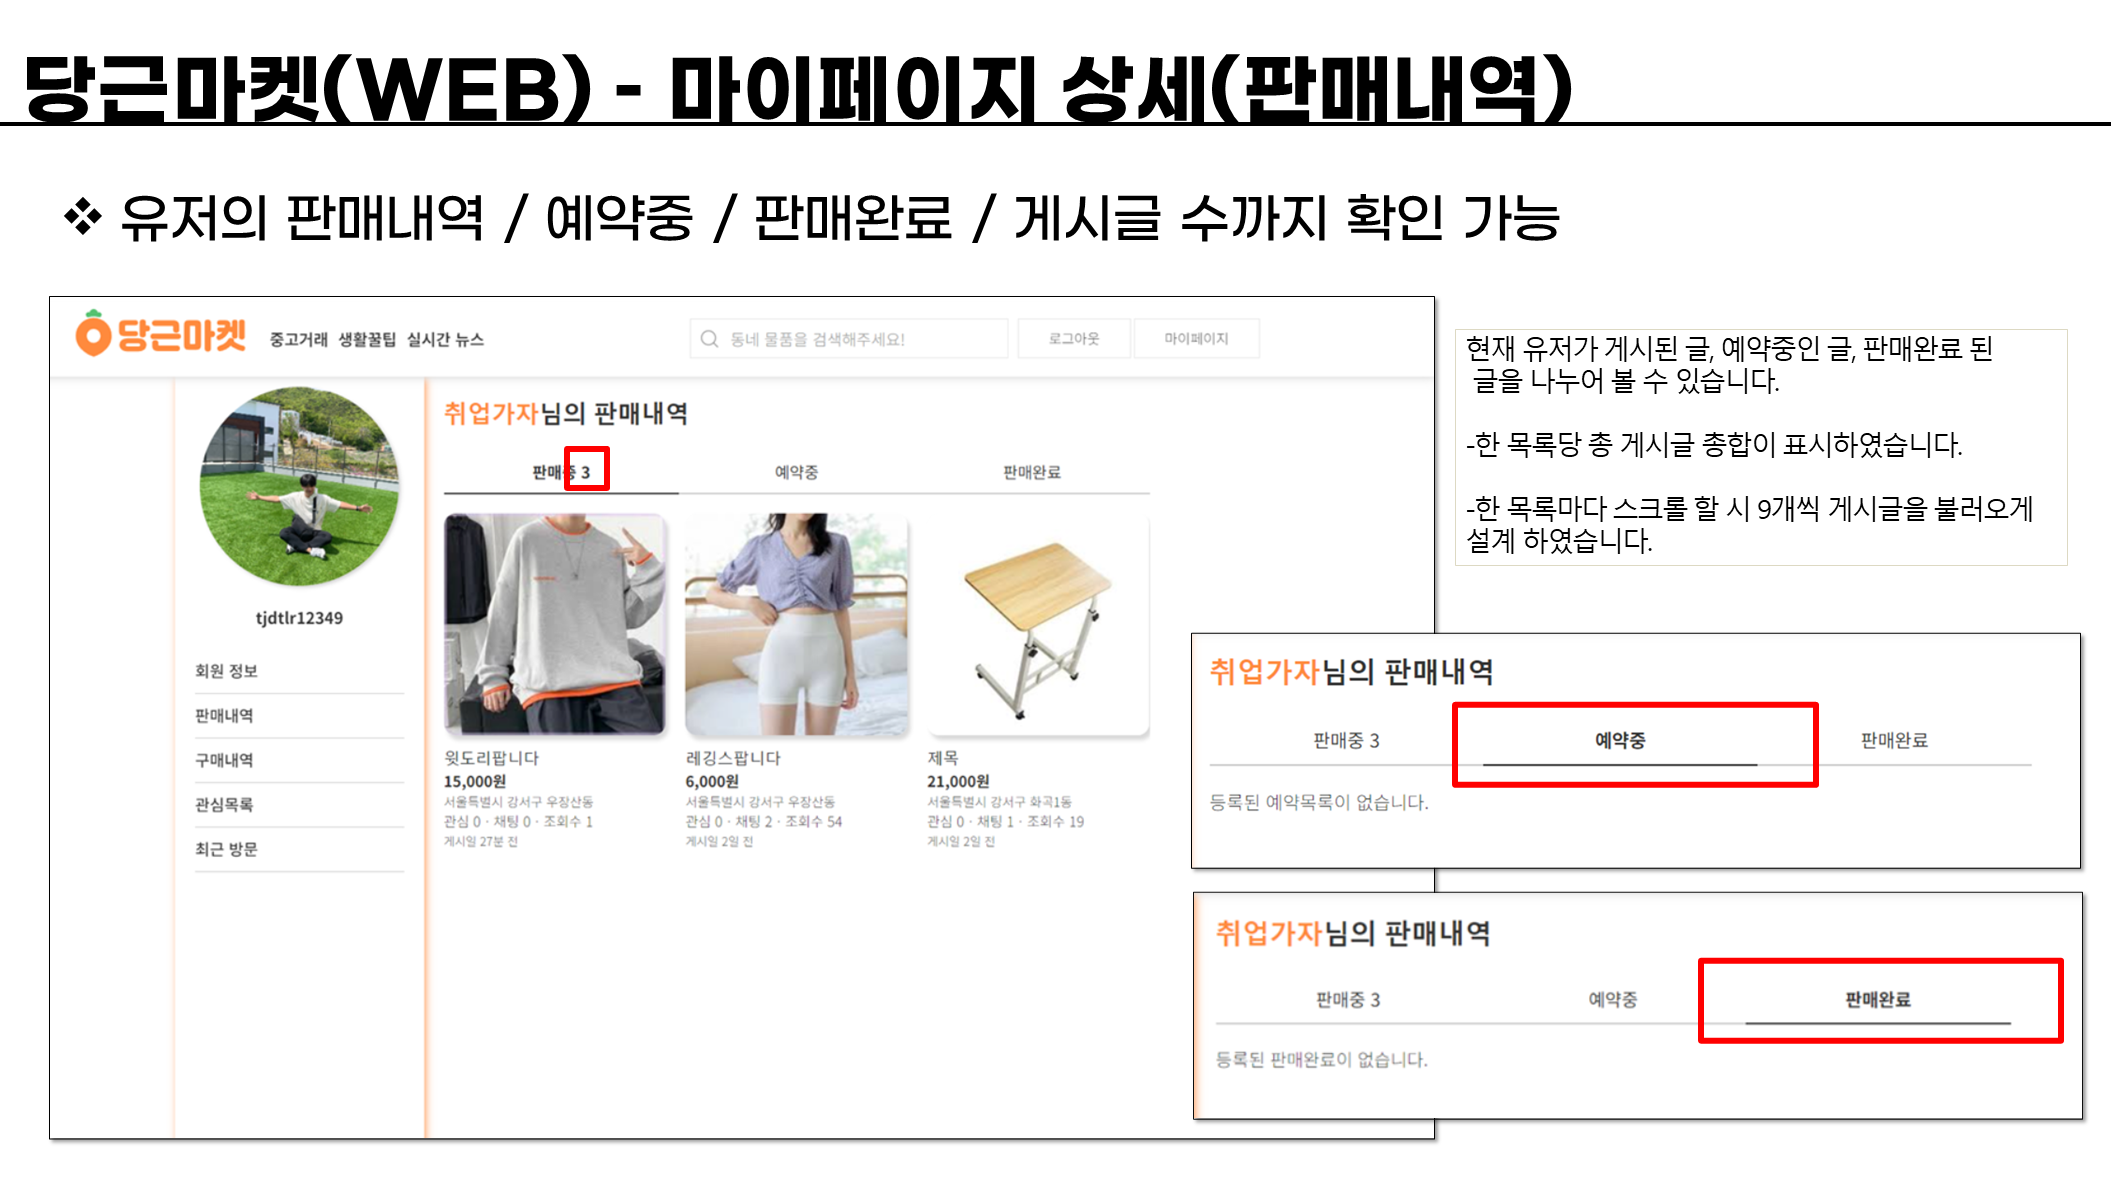 당근마켓(WEB) - 마이페이지 상세(판매내역)
❖ 유저의 판매내역 / 예약중 / 판매완료 / 게시글 수까지 확인 가능
당근마켓 중고거래 생활꿀팁 실시간 뉴스 동네 물품을 검색해주세요! 로그아웃 마이페이지
tjdtlr12349
회원 정보
판매내역
구매내역
관심목록
최근 방문
취업가자님의 판매내역
판매중 3 예약중 판매완료
윗도리팝니다
15,000원
서울특별시 강서구 우장산동
관심 0 · 채팅 0 · 조회수 1
게시일 27분 전
레깅스팝니다
6,000원
서울특별시 강서구 우장산동
관심 0 · 채팅 2 · 조회수 54
게시일 2일 전
제목
21,000원
서울특별시 강서구 화곡1동
관심 0 · 채팅 1 · 조회수 19
게시일 2일 전
현재 유저가 게시된 글, 예약중인 글, 판매완료 된
글을 나누어 볼 수 있습니다.
-한 목록당 총 게시글 총합이 표시하였습니다.
-한 목록마다 스크롤 할 시 9개씩 게시글을 불러오게
설계 하였습니다.
취업가자님의 판매내역
판매중 3 예약중 판매완료
등록된 예약목록이 없습니다.
취업가자님의 판매내역
판매중 3 예약중 판매완료
등록된 판매완료이 없습니다.